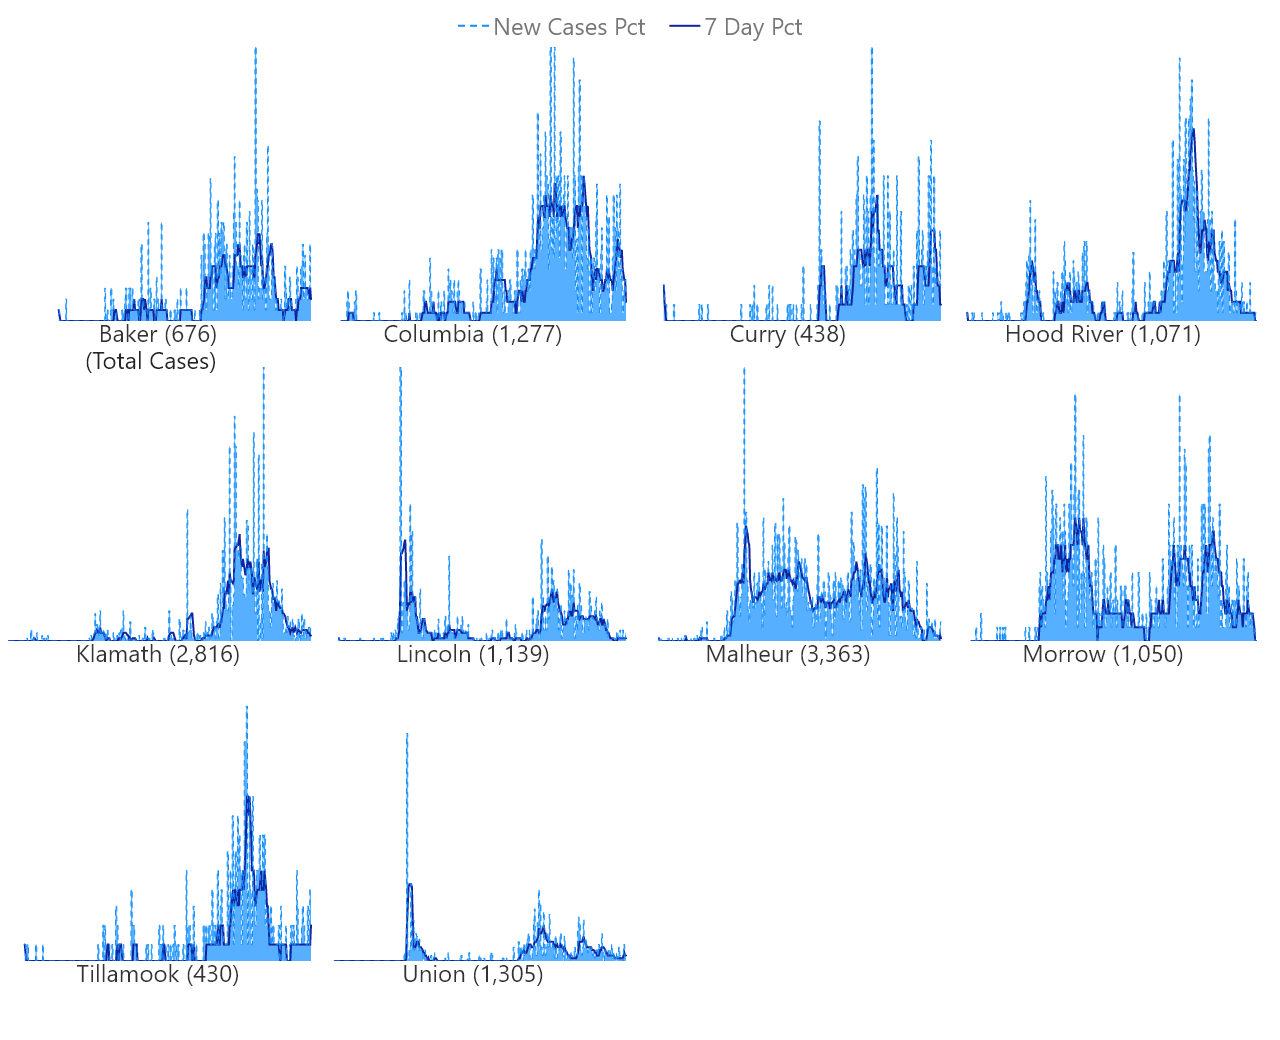 New Cases Pct 7 Day Pct
Baker (676) Columbia (1,277) Curry (438) Hood River (1,071)
(Total Cases)
Klamath (2,816) Lincoln (1,139) Malheur (3,363) Morrow (1,050)
Tillamook (430) Union (1,305)